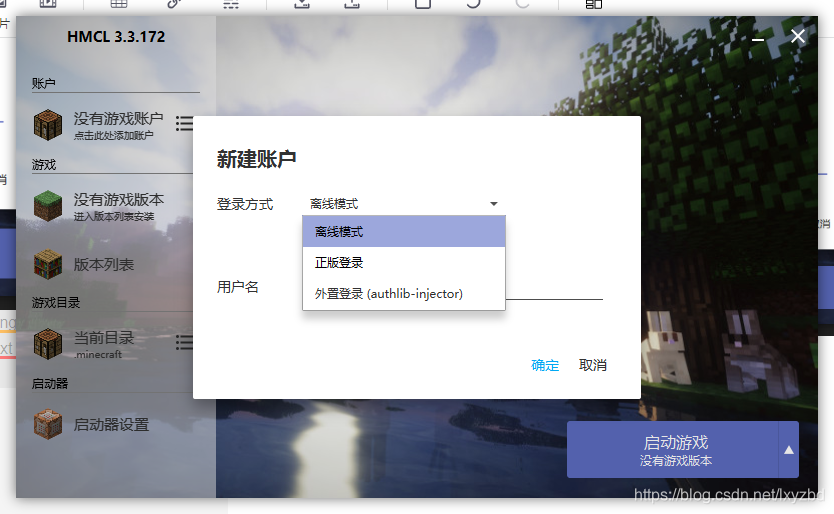 片
HMCL 3.3.172
账户
没有游戏账户
点击此处添加账户
游戏
没有游戏版本
进入版本列表安装
版本列表
游戏目录
当前目录
.minecraft
启动器
启动器设置
新建账户
登录方式
离线模式
离线模式
正版登录
外置登录 (authlib-injector)
用户名
确定
取消
启动游戏
没有游戏版本
消
取消
xt
https://blog.csdn.net/lxyzbd